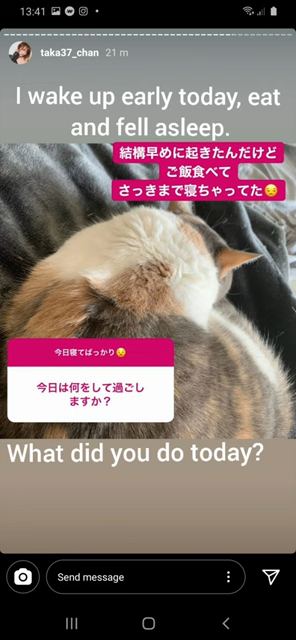 13:41
taka37_chan 21 m
I wake up early today, eat
and fell asleep.
結構早めに起きたんだけど
ご飯食べて
さっきまで寝ちゃってた😔
今日寝てばっかり😔
今日は何をして過ごし
ますか？
What did you do today?
Send message